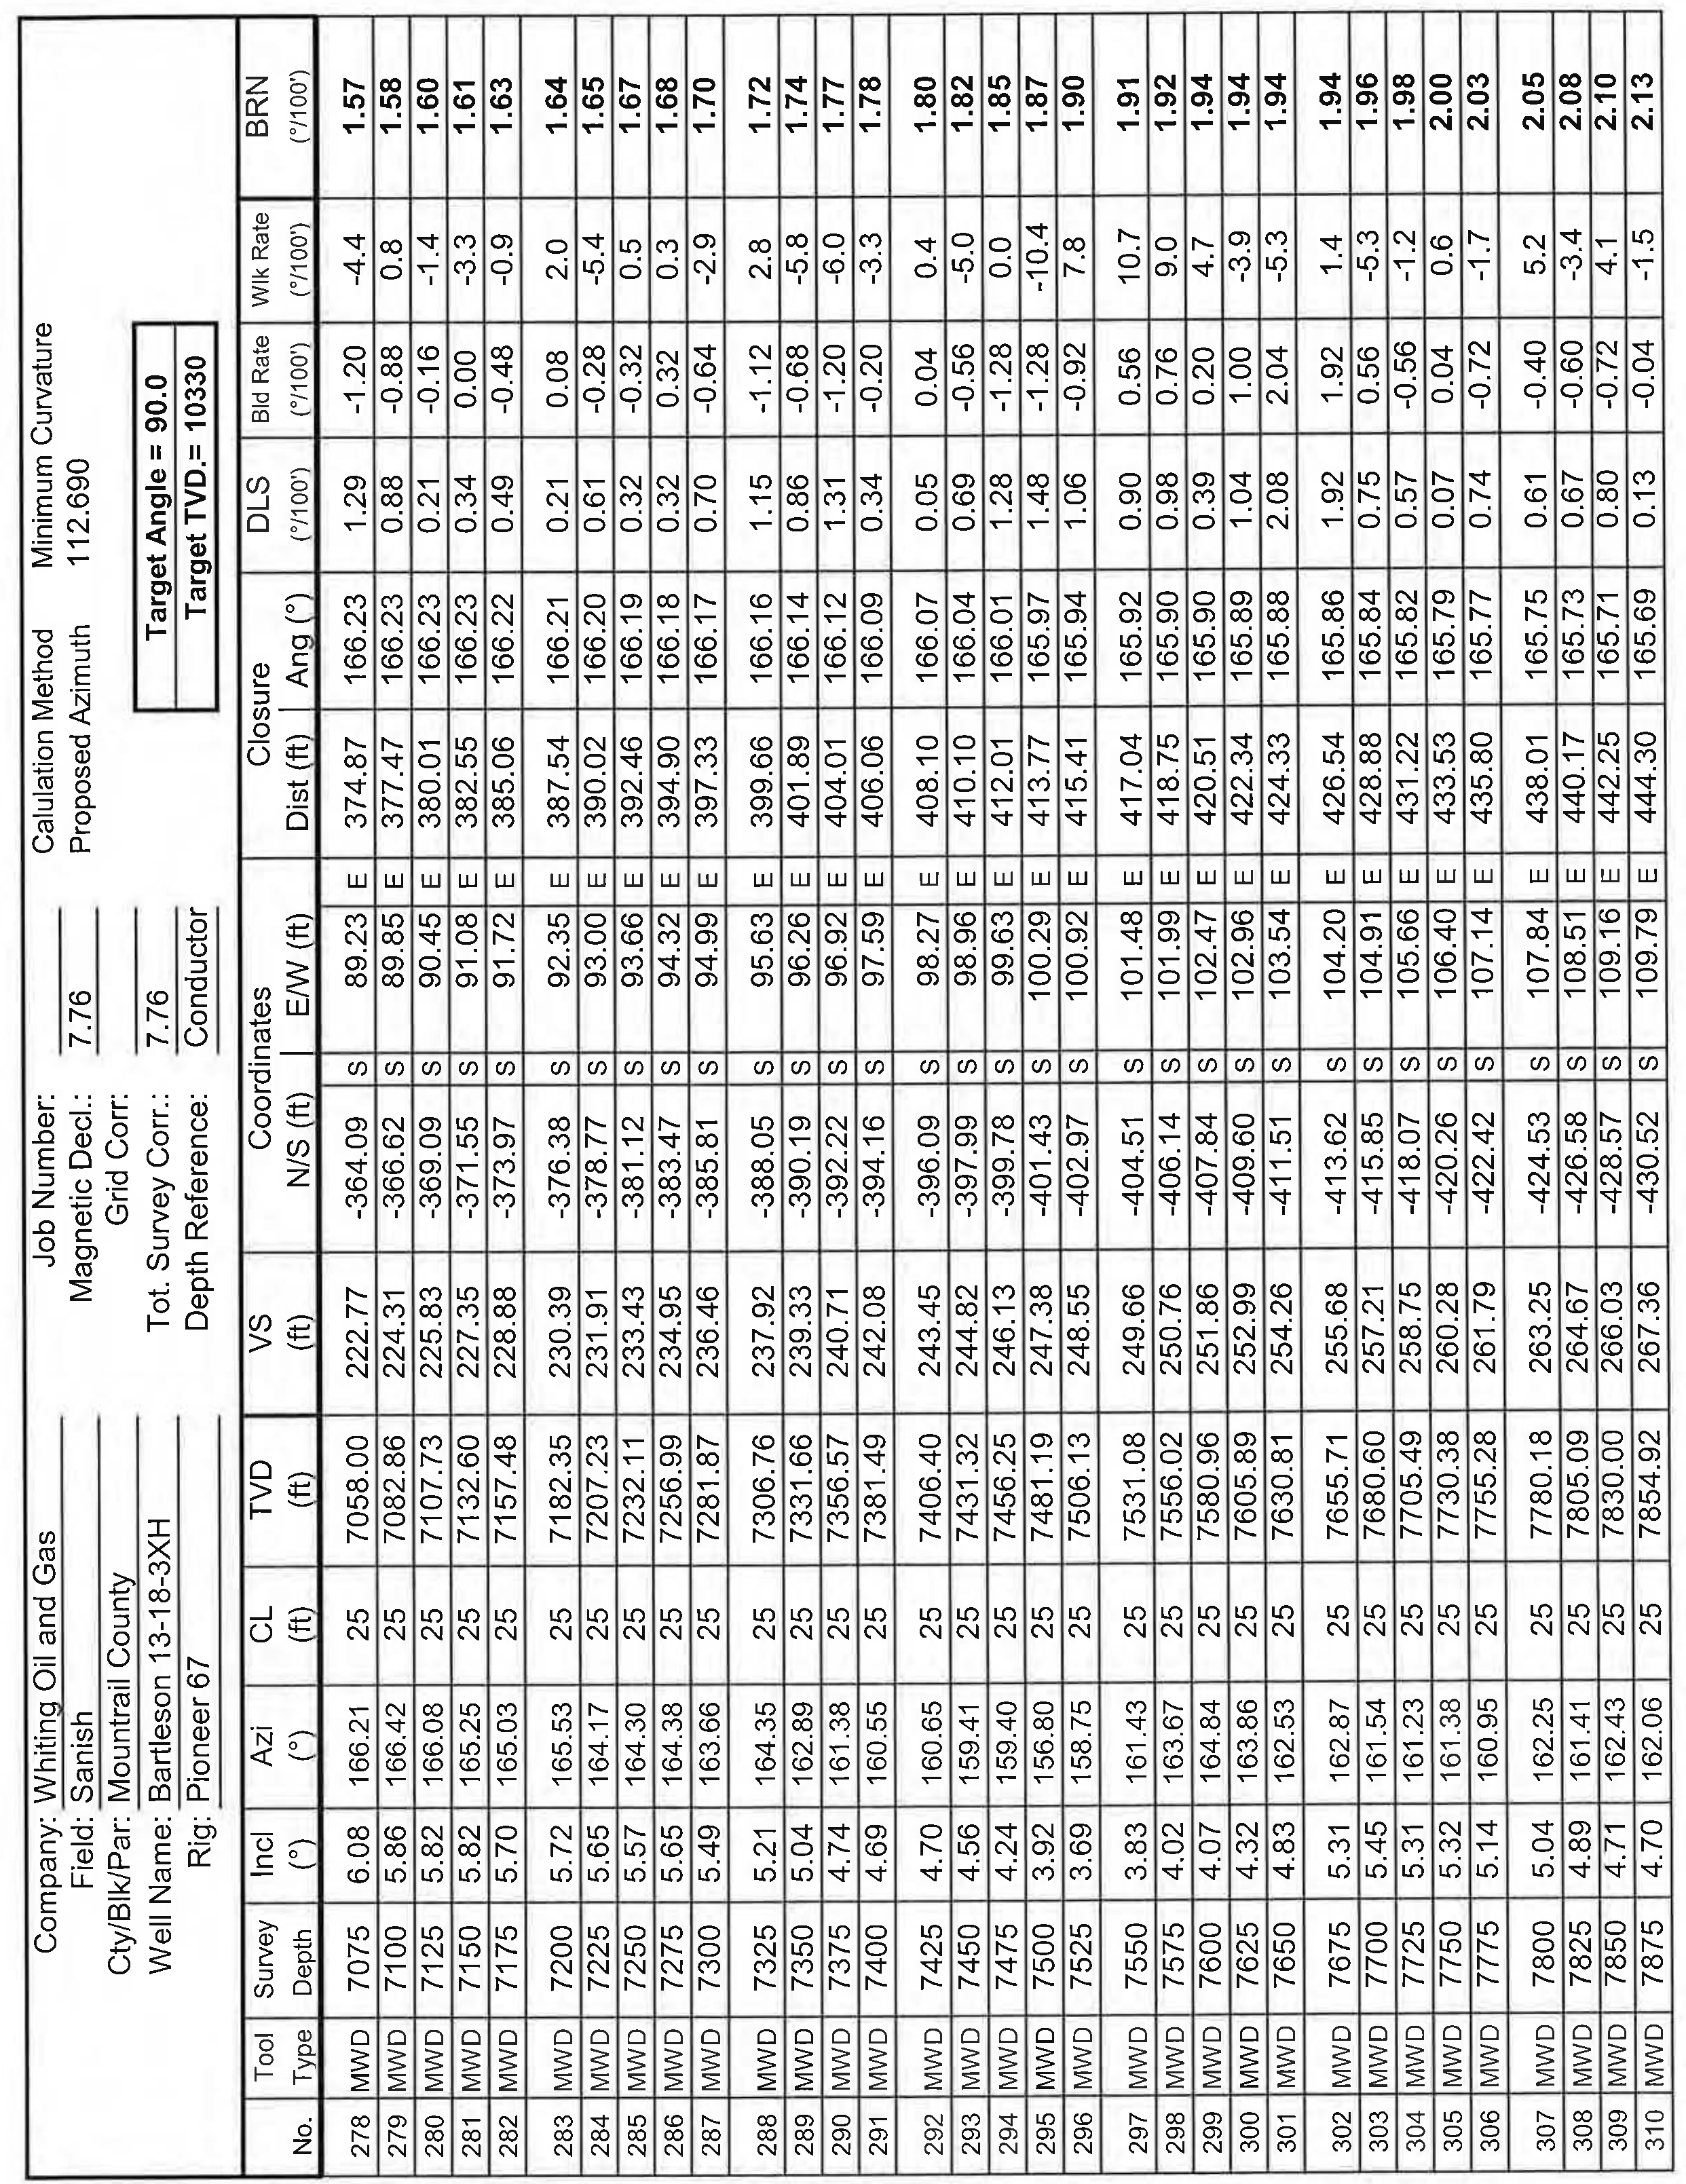 Company: Whiting Oil and Gas Job Number: Calulation Method Minimum Curvature
Field: Sanish Magnetic Decl.: 7.76 Proposed Azimuth 112.690
Cty/Blk/Par: Mountrail County Grid Corr:
Well Name: Bartleson 13-18-3XH Tot. Survey Corr.: 7.76 Target Angle = 90.0
Rig: Pioneer 67 Depth Reference: Conductor Target TVD.= 10330
Tool Survey Incl Azi CL TVD VS Coordinates Closure DLS Bld Rate Wlk Rate BRN
No. Type Depth (°) (°) (ft) (ft) (ft) N/S (ft) E/W (ft) Dist (ft) Ang (°) (°/100') (°/100') (°/100') (°/100')
278 MWD 7075 6.08 166.21 25 7058.00 222.77 -364.09 S 89.23 E 374.87 166.23 1.29 -1.20 -4.4 1.57
279 MWD 7100 5.86 166.42 25 7082.86 224.31 -366.62 S 89.85 E 377.47 166.23 0.88 -0.88 0.8 1.58
280 MWD 7125 5.82 166.08 25 7107.73 225.83 -369.09 S 90.45 E 380.01 166.23 0.21 -0.16 -1.4 1.60
281 MWD 7150 5.82 165.25 25 7132.60 227.35 -371.55 S 91.08 E 382.55 166.23 0.34 0.00 -3.3 1.61
282 MWD 7175 5.70 165.03 25 7157.48 228.88 -373.97 S 91.72 E 385.06 166.22 0.49 -0.48 -0.9 1.63
283 MWD 7200 5.72 165.53 25 7182.35 230.39 -376.38 S 92.35 E 387.54 166.21 0.21 0.08 2.0 1.64
284 MWD 7225 5.65 164.17 25 7207.23 231.91 -378.77 S 93.00 E 390.02 166.20 0.61 -0.28 -5.4 1.65
285 MWD 7250 5.57 164.30 25 7232.11 233.43 -381.12 S 93.66 E 392.46 166.19 0.32 -0.32 0.5 1.67
286 MWD 7275 5.65 164.38 25 7256.99 234.95 -383.47 S 94.32 E 394.90 166.18 0.32 0.32 0.3 1.68
287 MWD 7300 5.49 163.66 25 7281.87 236.46 -385.81 S 94.99 E 397.33 166.17 0.70 -0.64 -2.9 1.70
288 MWD 7325 5.21 164.35 25 7306.76 237.92 -388.05 S 95.63 E 399.66 166.16 1.15 -1.12 2.8 1.72
289 MWD 7350 5.04 162.89 25 7331.66 239.33 -390.19 S 96.26 E 401.89 166.14 0.86 -0.68 -5.8 1.74
290 MWD 7375 4.74 161.38 25 7356.57 240.71 -392.22 S 96.92 E 404.01 166.12 1.31 -1.20 -6.0 1.77
291 MWD 7400 4.69 160.55 25 7381.49 242.08 -394.16 S 97.59 E 406.06 166.09 0.34 -0.20 -3.3 1.78
292 MWD 7425 4.70 160.65 25 7406.40 243.45 -396.09 S 98.27 E 408.10 166.07 0.05 0.04 0.4 1.80
293 MWD 7450 4.56 159.41 25 7431.32 244.82 -397.99 S 98.96 E 410.10 166.04 0.69 -0.56 -5.0 1.82
294 MWD 7475 4.24 159.40 25 7456.25 246.13 -399.78 S 99.63 E 412.01 166.01 1.28 -1.28 0.0 1.85
295 MWD 7500 3.92 156.80 25 7481.19 247.38 -401.43 S 100.29 E 413.77 165.97 1.48 -1.28 -10.4 1.87
296 MWD 7525 3.69 158.75 25 7506.13 248.55 -402.97 S 100.92 E 415.41 165.94 1.06 -0.92 7.8 1.90
297 MWD 7550 3.83 161.43 25 7531.08 249.66 -404.51 S 101.48 E 417.04 165.92 0.90 0.56 10.7 1.91
298 MWD 7575 4.02 163.67 25 7556.02 250.76 -406.14 S 101.99 E 418.75 165.90 0.98 0.76 9.0 1.92
299 MWD 7600 4.07 164.84 25 7580.96 251.86 -407.84 S 102.47 E 420.51 165.90 0.39 0.20 4.7 1.94
300 MWD 7625 4.32 163.86 25 7605.89 252.99 -409.60 S 102.96 E 422.34 165.89 1.04 1.00 -3.9 1.94
301 MWD 7650 4.83 162.53 25 7630.81 254.26 -411.51 S 103.54 E 424.33 165.88 2.08 2.04 -5.3 1.94
302 MWD 7675 5.31 162.87 25 7655.71 255.68 -413.62 S 104.20 E 426.54 165.86 1.92 1.92 1.4 1.94
303 MWD 7700 5.45 161.54 25 7680.60 257.21 -415.85 S 104.91 E 428.88 165.84 0.75 0.56 -5.3 1.96
304 MWD 7725 5.31 161.23 25 7705.49 258.75 -418.07 S 105.66 E 431.22 165.82 0.57 -0.56 -1.2 1.98
305 MWD 7750 5.32 161.38 25 7730.38 260.28 -420.26 S 106.40 E 433.53 165.79 0.07 0.04 0.6 2.00
306 MWD 7775 5.14 160.95 25 7755.28 261.79 -422.42 S 107.14 E 435.80 165.77 0.74 -0.72 -1.7 2.03
307 MWD 7800 5.04 162.25 25 7780.18 263.25 -424.53 S 107.84 E 438.01 165.75 0.61 -0.40 5.2 2.05
308 MWD 7825 4.89 161.41 25 7805.09 264.67 -426.58 S 108.51 E 440.17 165.73 0.67 -0.60 -3.4 2.08
309 MWD 7850 4.71 162.43 25 7830.00 266.03 -428.57 S 109.16 E 442.25 165.71 0.80 -0.72 4.1 2.10
310 MWD 7875 4.70 162.06 25 7854.92 267.36 -430.52 S 109.79 E 444.30 165.69 0.13 -0.04 -1.5 2.13